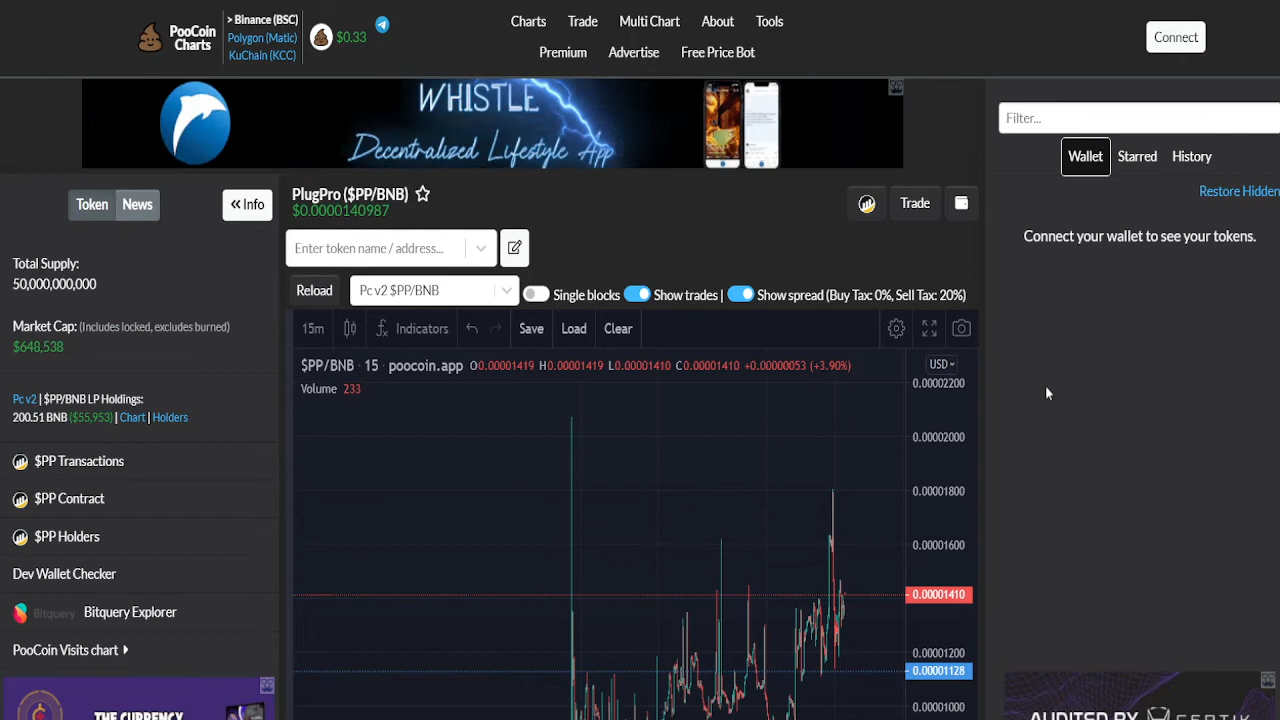 PooCoin
Charts
> Binance (BSC)
Polygon (Matic)
KuChain (KCC)
$0.33
Charts
Trade
Multi Chart
About
Tools
Premium
Advertise
Free Price Bot
Connect
WHISTLE
Decentralized Lifestyle App
Filter...
Wallet
Starred
History
Restore Hidden
Connect your wallet to see your tokens.
Token
News
« Info
Total Supply:
50,000,000,000
Market Cap: (Includes locked, excludes burned)
$648,538
Pc v2 | $PP/BNB LP Holdings:
200.51 BNB ($55,953) | Chart | Holders
$PP Transactions
$PP Contract
$PP Holders
Dev Wallet Checker
Bitquery
Bitquery Explorer
PooCoin Visits chart
THE CURRENCY
PlugPro ($PP/BNB)
$0.0000140987
Trade
Enter token name / address...
Reload
Pc v2 $PP/BNB
Single blocks
Show trades |
Show spread (Buy Tax: 0%, Sell Tax: 20%)
15m
Indicators
Save
Load
Clear
$PP/BNB · 15 · poocoin.app O0.00001419 H0.00001419 L0.00001410 C0.00001410 +0.00000053 (+3.90%)
Volume 233
USD
0.00002200
0.00002000
0.00001800
0.00001600
0.00001410
0.00001200
0.00001128
0.00001000
AUDITED BY CERTIK